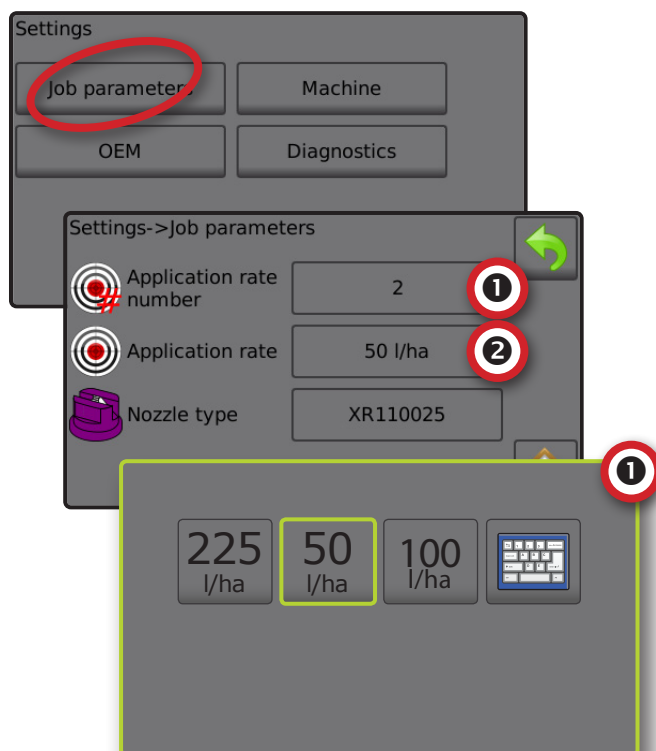 Settings
Job parameters
Machine
OEM
Diagnostics
Settings->Job parameters
Application rate
number
2
1
Application rate
50 l/ha
2
Nozzle type
XR110025
1
225
l/ha
50
l/ha
100
l/ha